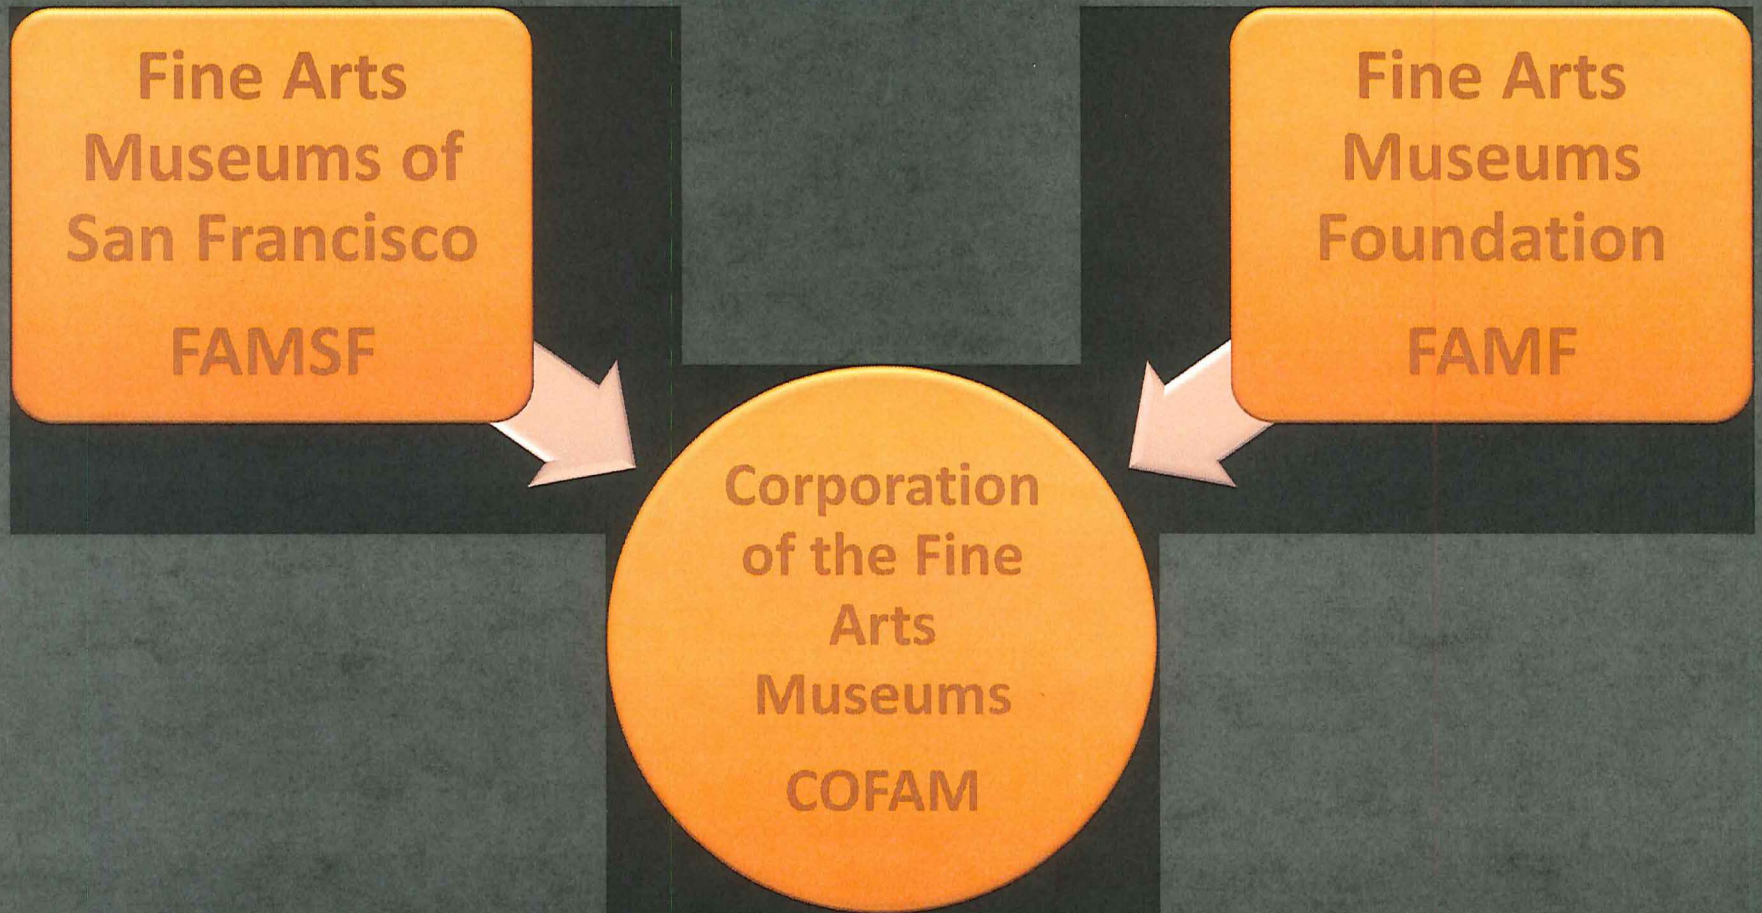 Fine Arts
Museums of
San Francisco
FAMSF
Fine Arts
Museums
Foundation
FAMF
Corporation
of the Fine
Arts
Museums
COFAM